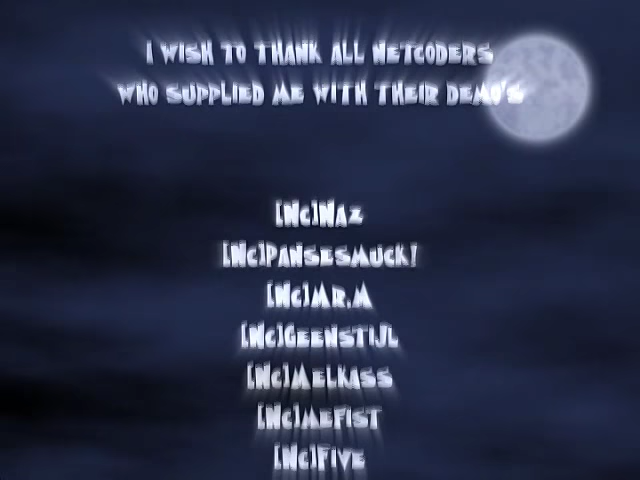 I WISH TO THANK ALL NETCODERS
WHO SUPPLIED ME WITH THEIR DEMO'S
[NC]NAZ
[NC]PANSESMUCK!
[NC]MR.M
[NC]GEENSTIJL
[NC]MELKASS
[NC]MEFIST
[NC]FIVE